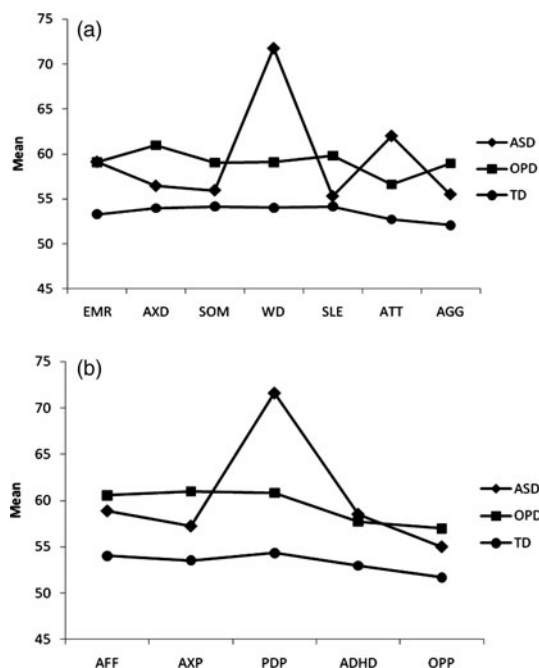 (a)
75
70
65
60
55
50
45
Mean
EMR AXD SOM WD SLE ATT AGG
ASD
OPD
TD
(b)
75
70
65
60
55
50
45
Mean
AFF AXP PDP ADHD OPP
ASD
OPD
TD